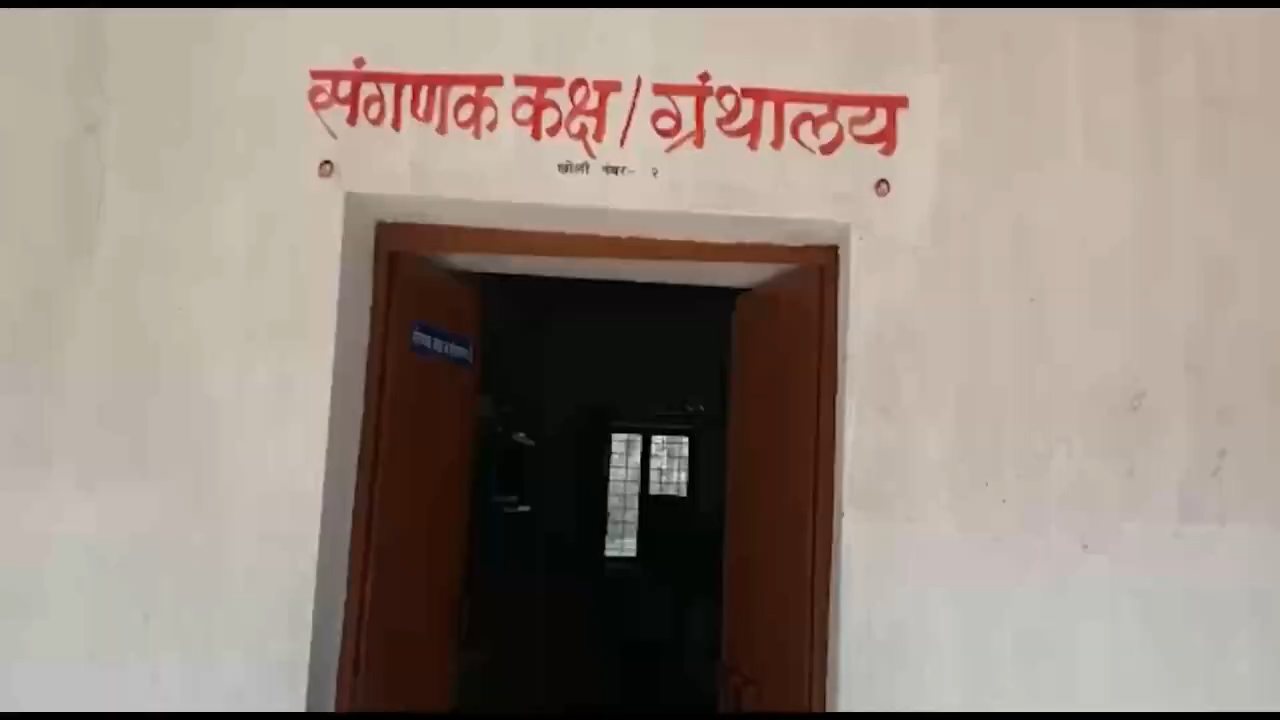 संगणक कक्ष / ग्रंथालय
खोली नंबर- २